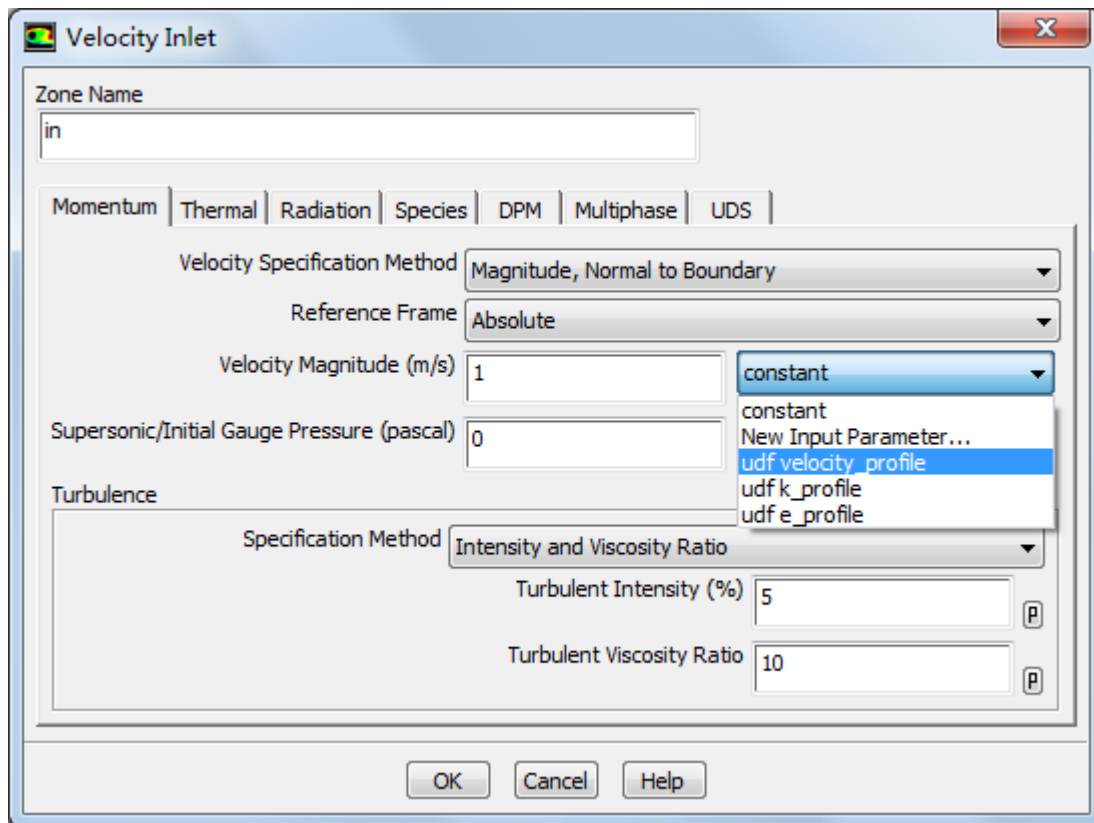 Velocity Inlet
Zone Name
in
Momentum Thermal Radiation Species DPM Multiphase UDS
Velocity Specification Method Magnitude, Normal to Boundary
Reference Frame Absolute
Velocity Magnitude (m/s) 1 constant
constant
New Input Parameter...
Supersonic/Initial Gauge Pressure (pascal) 0
udf velocity_profile
udf k_profile
udf e_profile
Turbulence
Specification Method Intensity and Viscosity Ratio
Turbulent Intensity (%) 5 P
Turbulent Viscosity Ratio 10 P
OK Cancel Help